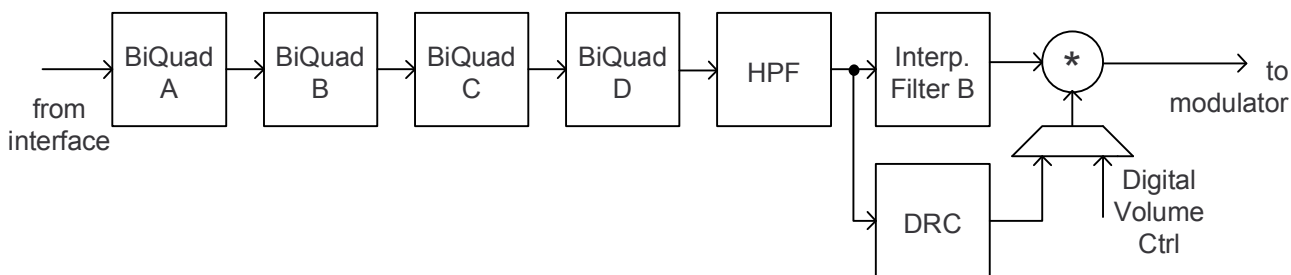 from
interface
BiQuad
A
BiQuad
B
BiQuad
C
BiQuad
D
HPF
Interp.
Filter B
*
to
modulator
DRC
Digital
Volume
Ctrl